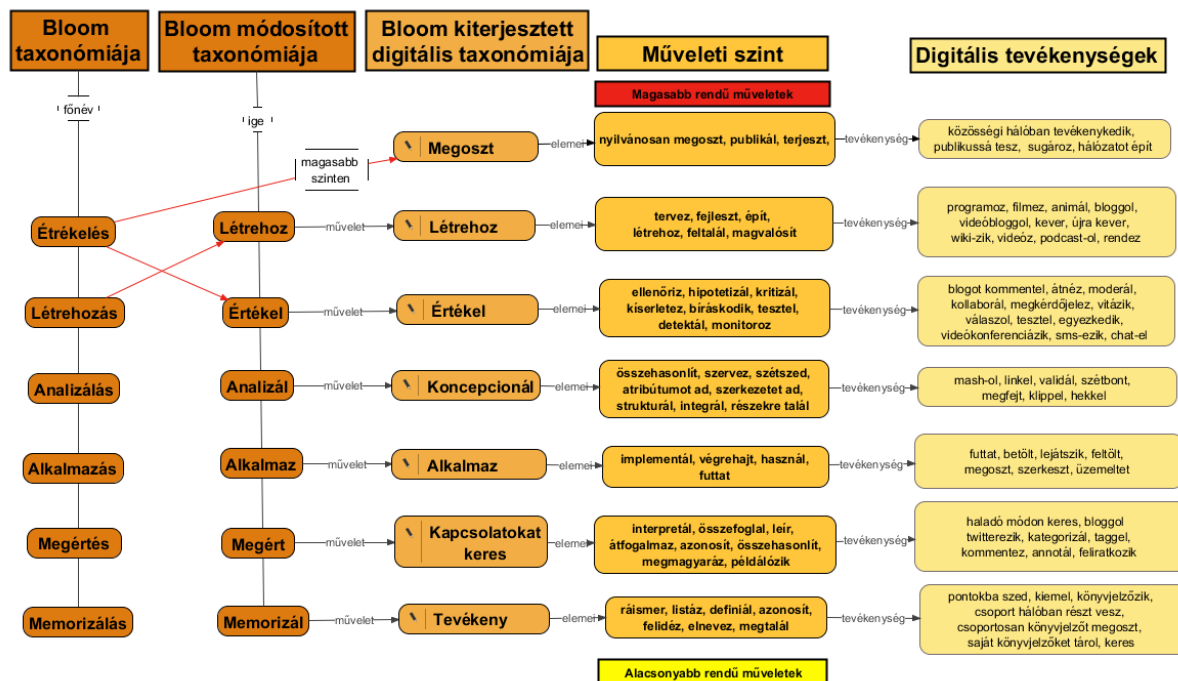 Bloom
taxonómiája
Bloom módosított
taxonómiája
Bloom kiterjesztett
digitális taxonómiája
Műveleti szint
Digitális tevékenységek
Magasabb rendű műveletek
főnév
ige
magasabb
szinten
Megoszt
elemei
nyilvánosan megoszt, publikál, terjeszt,
tevékenység
közösségi hálóban tevékenykedik,
publikussá tesz, sugároz, hálózatot épít
Étrékelés
Létrehoz
művelet
Létrehoz
elemei
tervez, fejleszt, épít,
létrehoz, feltalál, magvalósít
tevékenység
programoz, filmez, animál, bloggol,
videóbloggol, kever, újra kever,
wiki-zik, videóz, podcast-ol, rendez
Létrehozás
Értékel
művelet
Értékel
elemei
ellenőriz, hipotetizál, kritizál,
kiserletez, bíráskodik, tesztel,
detektál, monitoroz
tevékenység
blogot kommentel, átnéz, moderál,
kollaborál, megkérdőjelez, vitázik,
válaszol, tesztel, egyezkedik,
videókonferenciázik, sms-ezik, chat-el
Analizálás
Analizál
művelet
Koncepcionál
elemei
összehasonlít, szervez, szétszed,
atribútumot ad, szerkezetet ad,
strukturál, integrál, részekre talál
tevékenység
mash-ol, linkel, validál, szétbont,
megfejt, klippel, hekkel
Alkalmazás
Alkalmaz
művelet
Alkalmaz
elemei
implementál, végrehajt, használ,
futtat
tevékenység
futtat, betölt, lejátszik, feltölt,
megoszt, szerkeszt, üzemeltet
Megértés
Megért
művelet
Kapcsolatokat
keres
elemei
interpretál, összefoglal, leír,
átfogalmaz, azonosít, összehasonlít,
megmagyaráz, példálózik
tevékenység
haladó módon keres, bloggol
twitterezik, kategorizál, taggel,
kommentez, annotál, feliratkozik
Memorizálás
Memorizál
művelet
Tevékeny
elemei
ráismer, listáz, definiál, azonosít,
felidéz, elnevez, megtalál
tevékenység
pontokba szed, kiemel, könyvjelzőzik,
csoport hálóban részt vesz,
csoportosan könyvjelzőt megoszt,
saját könyvjelzőket tárol, keres
Alacsonyabb rendű műveletek